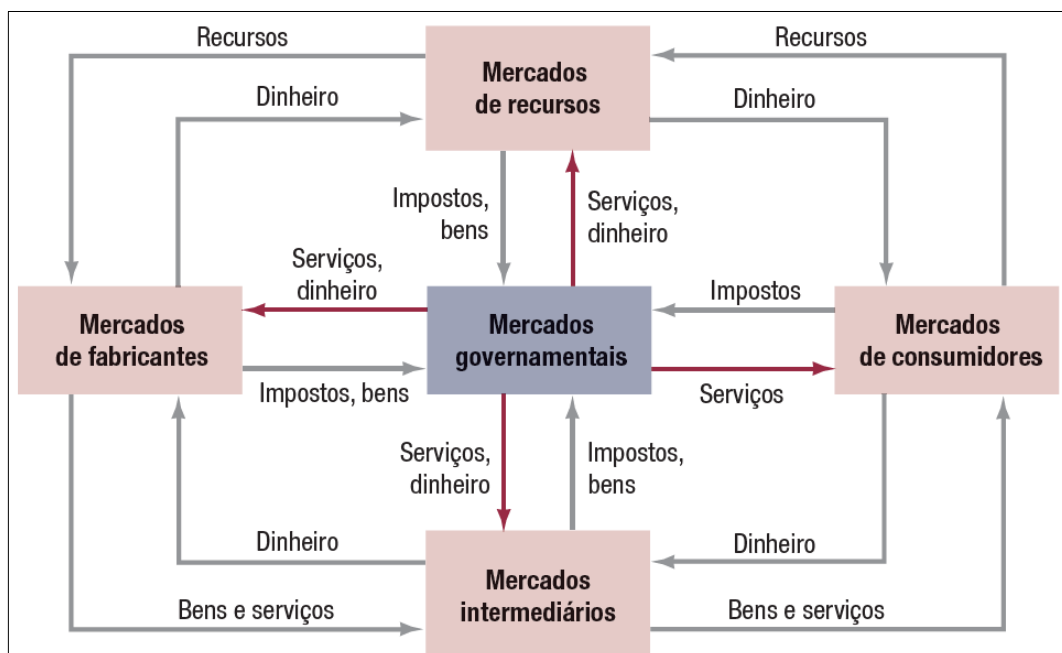 Recursos
Recursos
Mercados
de recursos
Dinheiro
Dinheiro
Impostos,
bens
Serviços,
dinheiro
Serviços,
dinheiro
Impostos
Mercados
de fabricantes
Mercados
governamentais
Mercados
de consumidores
Impostos, bens
Serviços
Serviços,
dinheiro
Impostos,
bens
Dinheiro
Dinheiro
Mercados
intermediários
Bens e serviços
Bens e serviços